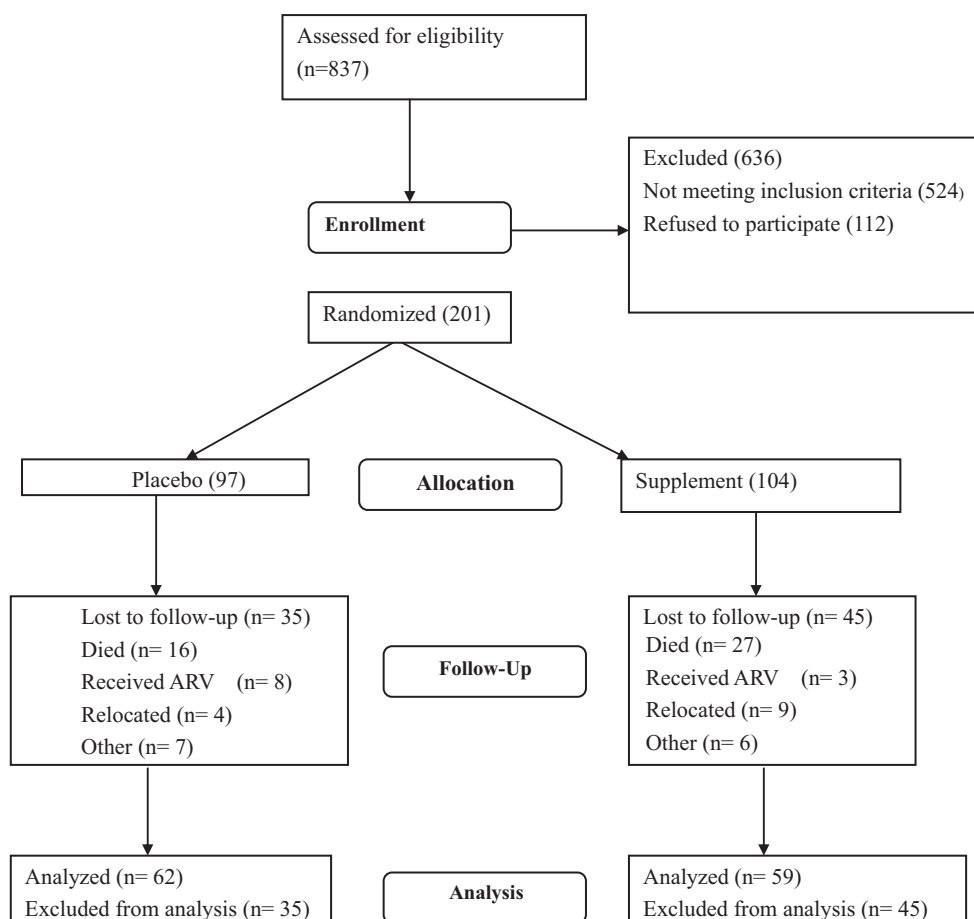 Assessed for eligibility
(n=837)
Excluded (636)
Not meeting inclusion criteria (524)
Refused to participate (112)
Enrollment
Randomized (201)
Placebo (97)
Allocation
Supplement (104)
Lost to follow-up (n= 35)
Died (n= 16)
Received ARV (n= 8)
Relocated (n= 4)
Other (n= 7)
Follow-Up
Lost to follow-up (n= 45)
Died (n= 27)
Received ARV (n= 3)
Relocated (n= 9)
Other (n= 6)
Analyzed (n= 62)
Excluded from analysis (n= 35)
Analysis
Analyzed (n= 59)
Excluded from analysis (n= 45)